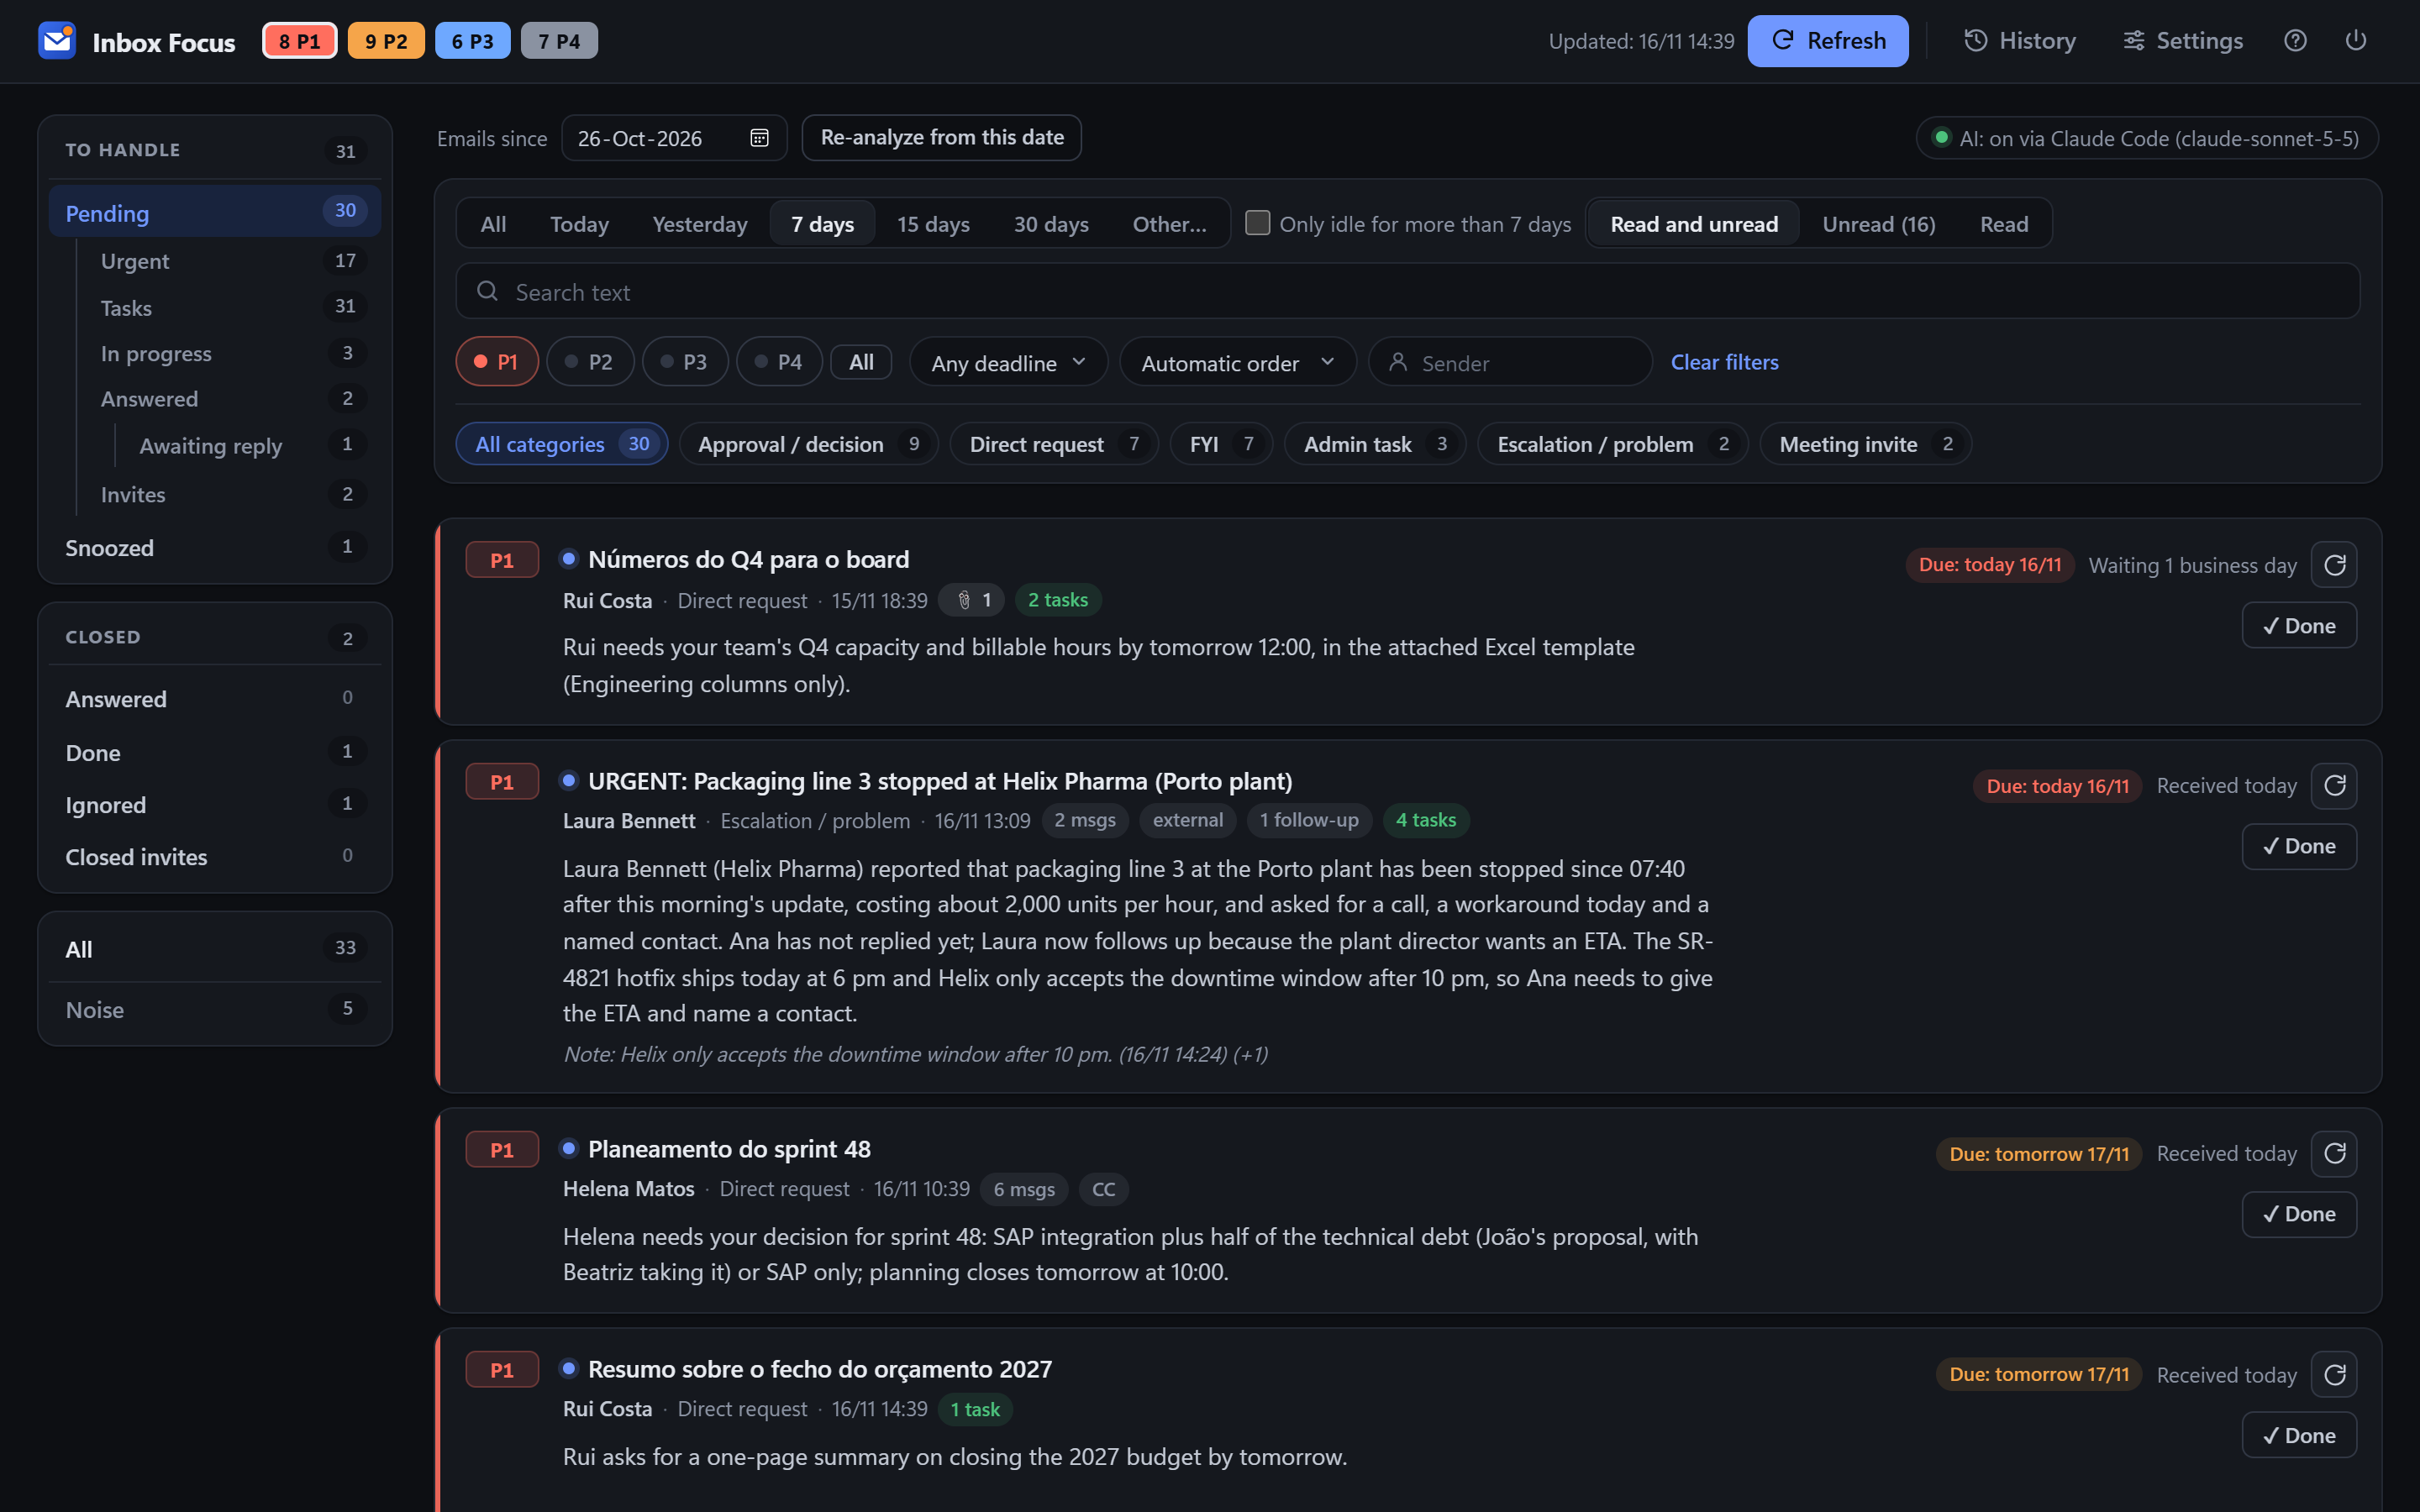 Inbox Focus 8 P1 9 P2 6 P3 7 P4 Updated: 16/11 14:39 Refresh History Settings
TO HANDLE 31
Pending 30
Urgent 17
Tasks 31
In progress 3
Answered 2
Awaiting reply 1
Invites 2
Snoozed 1
CLOSED 2
Answered 0
Done 1
Ignored 1
Closed invites 0
All 33
Noise 5
Emails since 26-Oct-2026 Re-analyze from this date AI: on via Claude Code (claude-sonnet-5-5)
All Today Yesterday 7 days 15 days 30 days Other... Only idle for more than 7 days Read and unread Unread (16) Read
Search text
P1 P2 P3 P4 All Any deadline Automatic order Sender Clear filters
All categories 30 Approval / decision 9 Direct request 7 FYI 7 Admin task 3 Escalation / problem 2 Meeting invite 2
P1 Números do Q4 para o board Due: today 16/11 Waiting 1 business day
Rui Costa · Direct request · 15/11 18:39 1 2 tasks
✓ Done
Rui needs your team's Q4 capacity and billable hours by tomorrow 12:00, in the attached Excel template
(Engineering columns only).
P1 URGENT: Packaging line 3 stopped at Helix Pharma (Porto plant) Due: today 16/11 Received today
Laura Bennett · Escalation / problem · 16/11 13:09 2 msgs external 1 follow-up 4 tasks
✓ Done
Laura Bennett (Helix Pharma) reported that packaging line 3 at the Porto plant has been stopped since 07:40
after this morning's update, costing about 2,000 units per hour, and asked for a call, a workaround today and a
named contact. Ana has not replied yet; Laura now follows up because the plant director wants an ETA. The SR-
4821 hotfix ships today at 6 pm and Helix only accepts the downtime window after 10 pm, so Ana needs to give
the ETA and name a contact.
Note: Helix only accepts the downtime window after 10 pm. (16/11 14:24) (+1)
P1 Planeamento do sprint 48 Due: tomorrow 17/11 Received today
Helena Matos · Direct request · 16/11 10:39 6 msgs CC
✓ Done
Helena needs your decision for sprint 48: SAP integration plus half of the technical debt (João's proposal, with
Beatriz taking it) or SAP only; planning closes tomorrow at 10:00.
P1 Resumo sobre o fecho do orçamento 2027 Due: tomorrow 17/11 Received today
Rui Costa · Direct request · 16/11 14:39 1 task
✓ Done
Rui asks for a one-page summary on closing the 2027 budget by tomorrow.